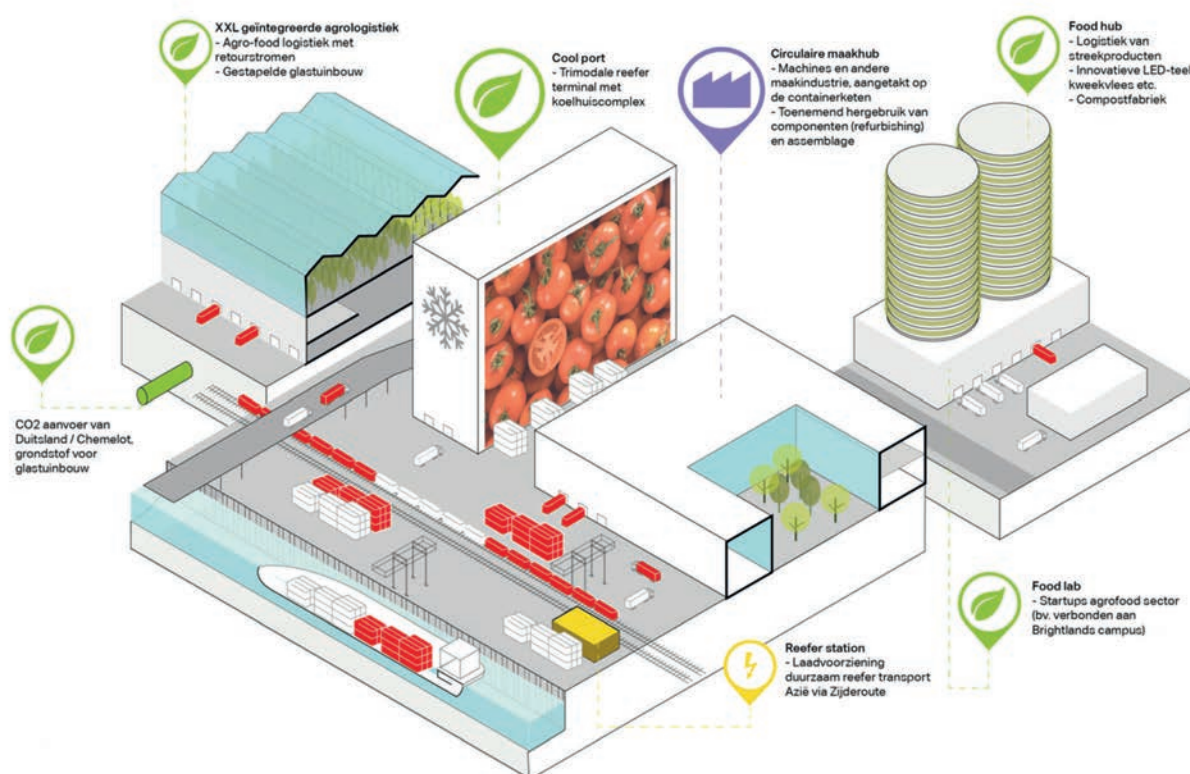 XXL geïntegreerde agrologistiek
- Agro-food logistiek met
retourstromen
- Gestapelde glastuinbouw
Cool port
- Trimodale reefer
terminal met
koelhuiscomplex
Circulaire maakhub
- Machines en andere
maakindustrie, aangetakt op
de containerketen
- Toenemend hergebruik van
componenten (refurbishing)
en assemblage
Food hub
- Logistiek van
streekproducten
- Innovatieve LED-teel
kweekvlees etc.
- Compostfabriek
CO2 aanvoer van
Duitsland / Chemelot,
grondstof voor
glastuinbouw
Food lab
- Startups agrofood sector
(bv. verbonden aan
Brightlands campus)
Reefer station
- Laadvoorziening
duurzaam reefer transport
Azië via Zijderoute